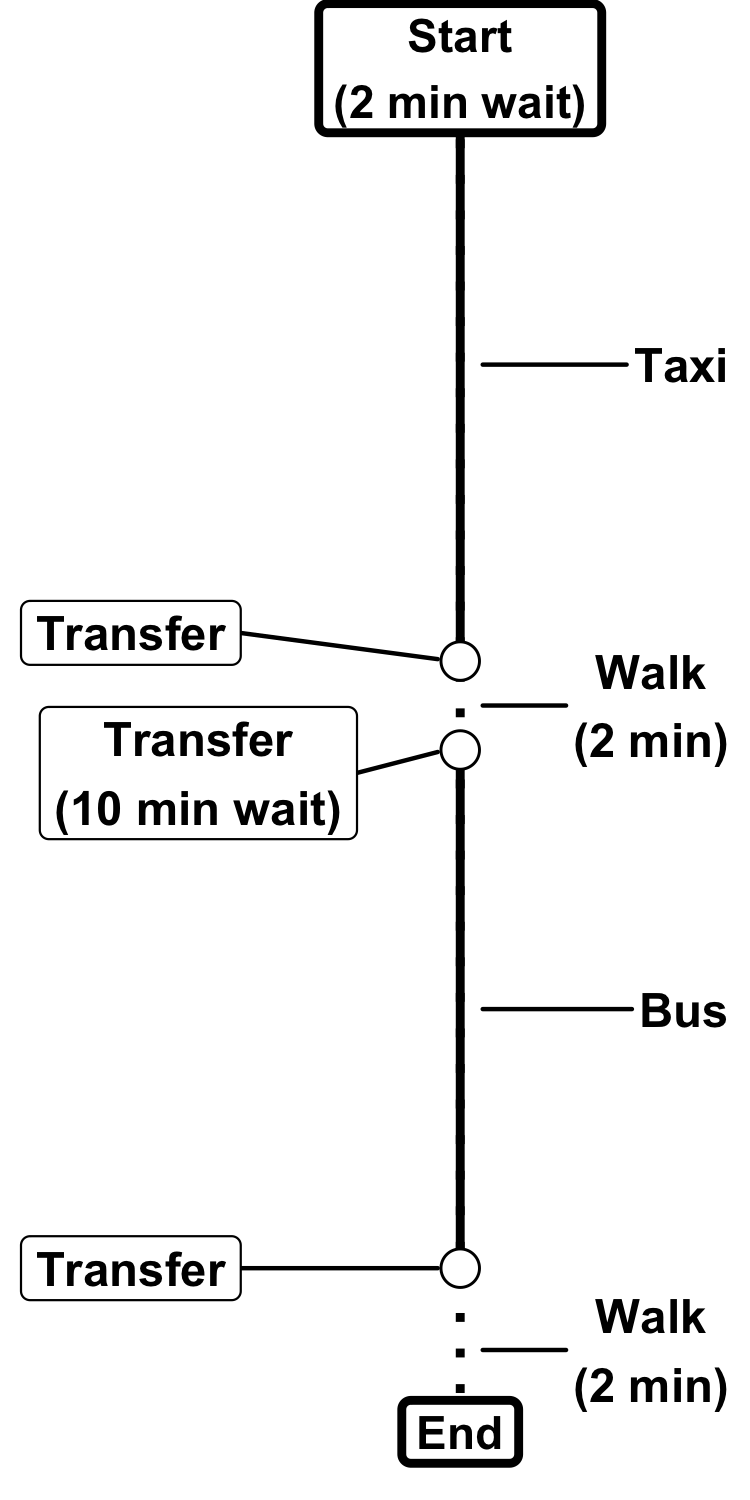 Start
(2 min wait)
Taxi
Transfer
Walk
(2 min)
Transfer
(10 min wait)
Bus
Transfer
Walk
(2 min)
End